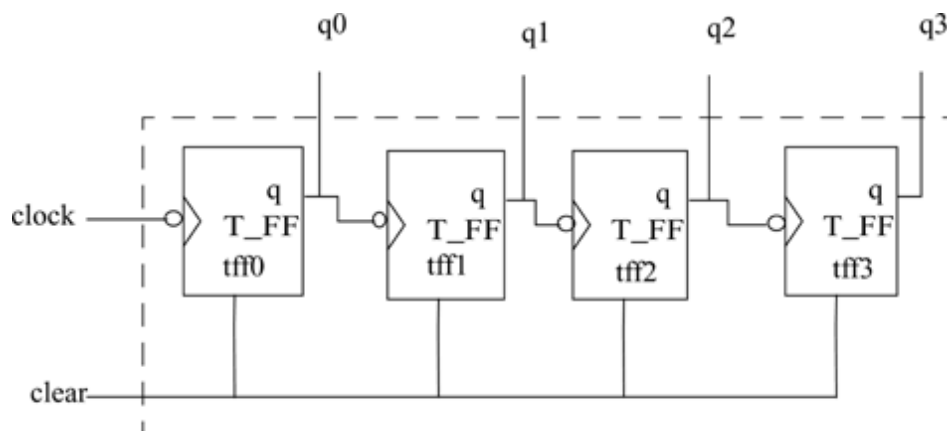 q0
q1
q2
q3
clock
q
T_FF
tff0
q
T_FF
tff1
q
T_FF
tff2
q
T_FF
tff3
clear